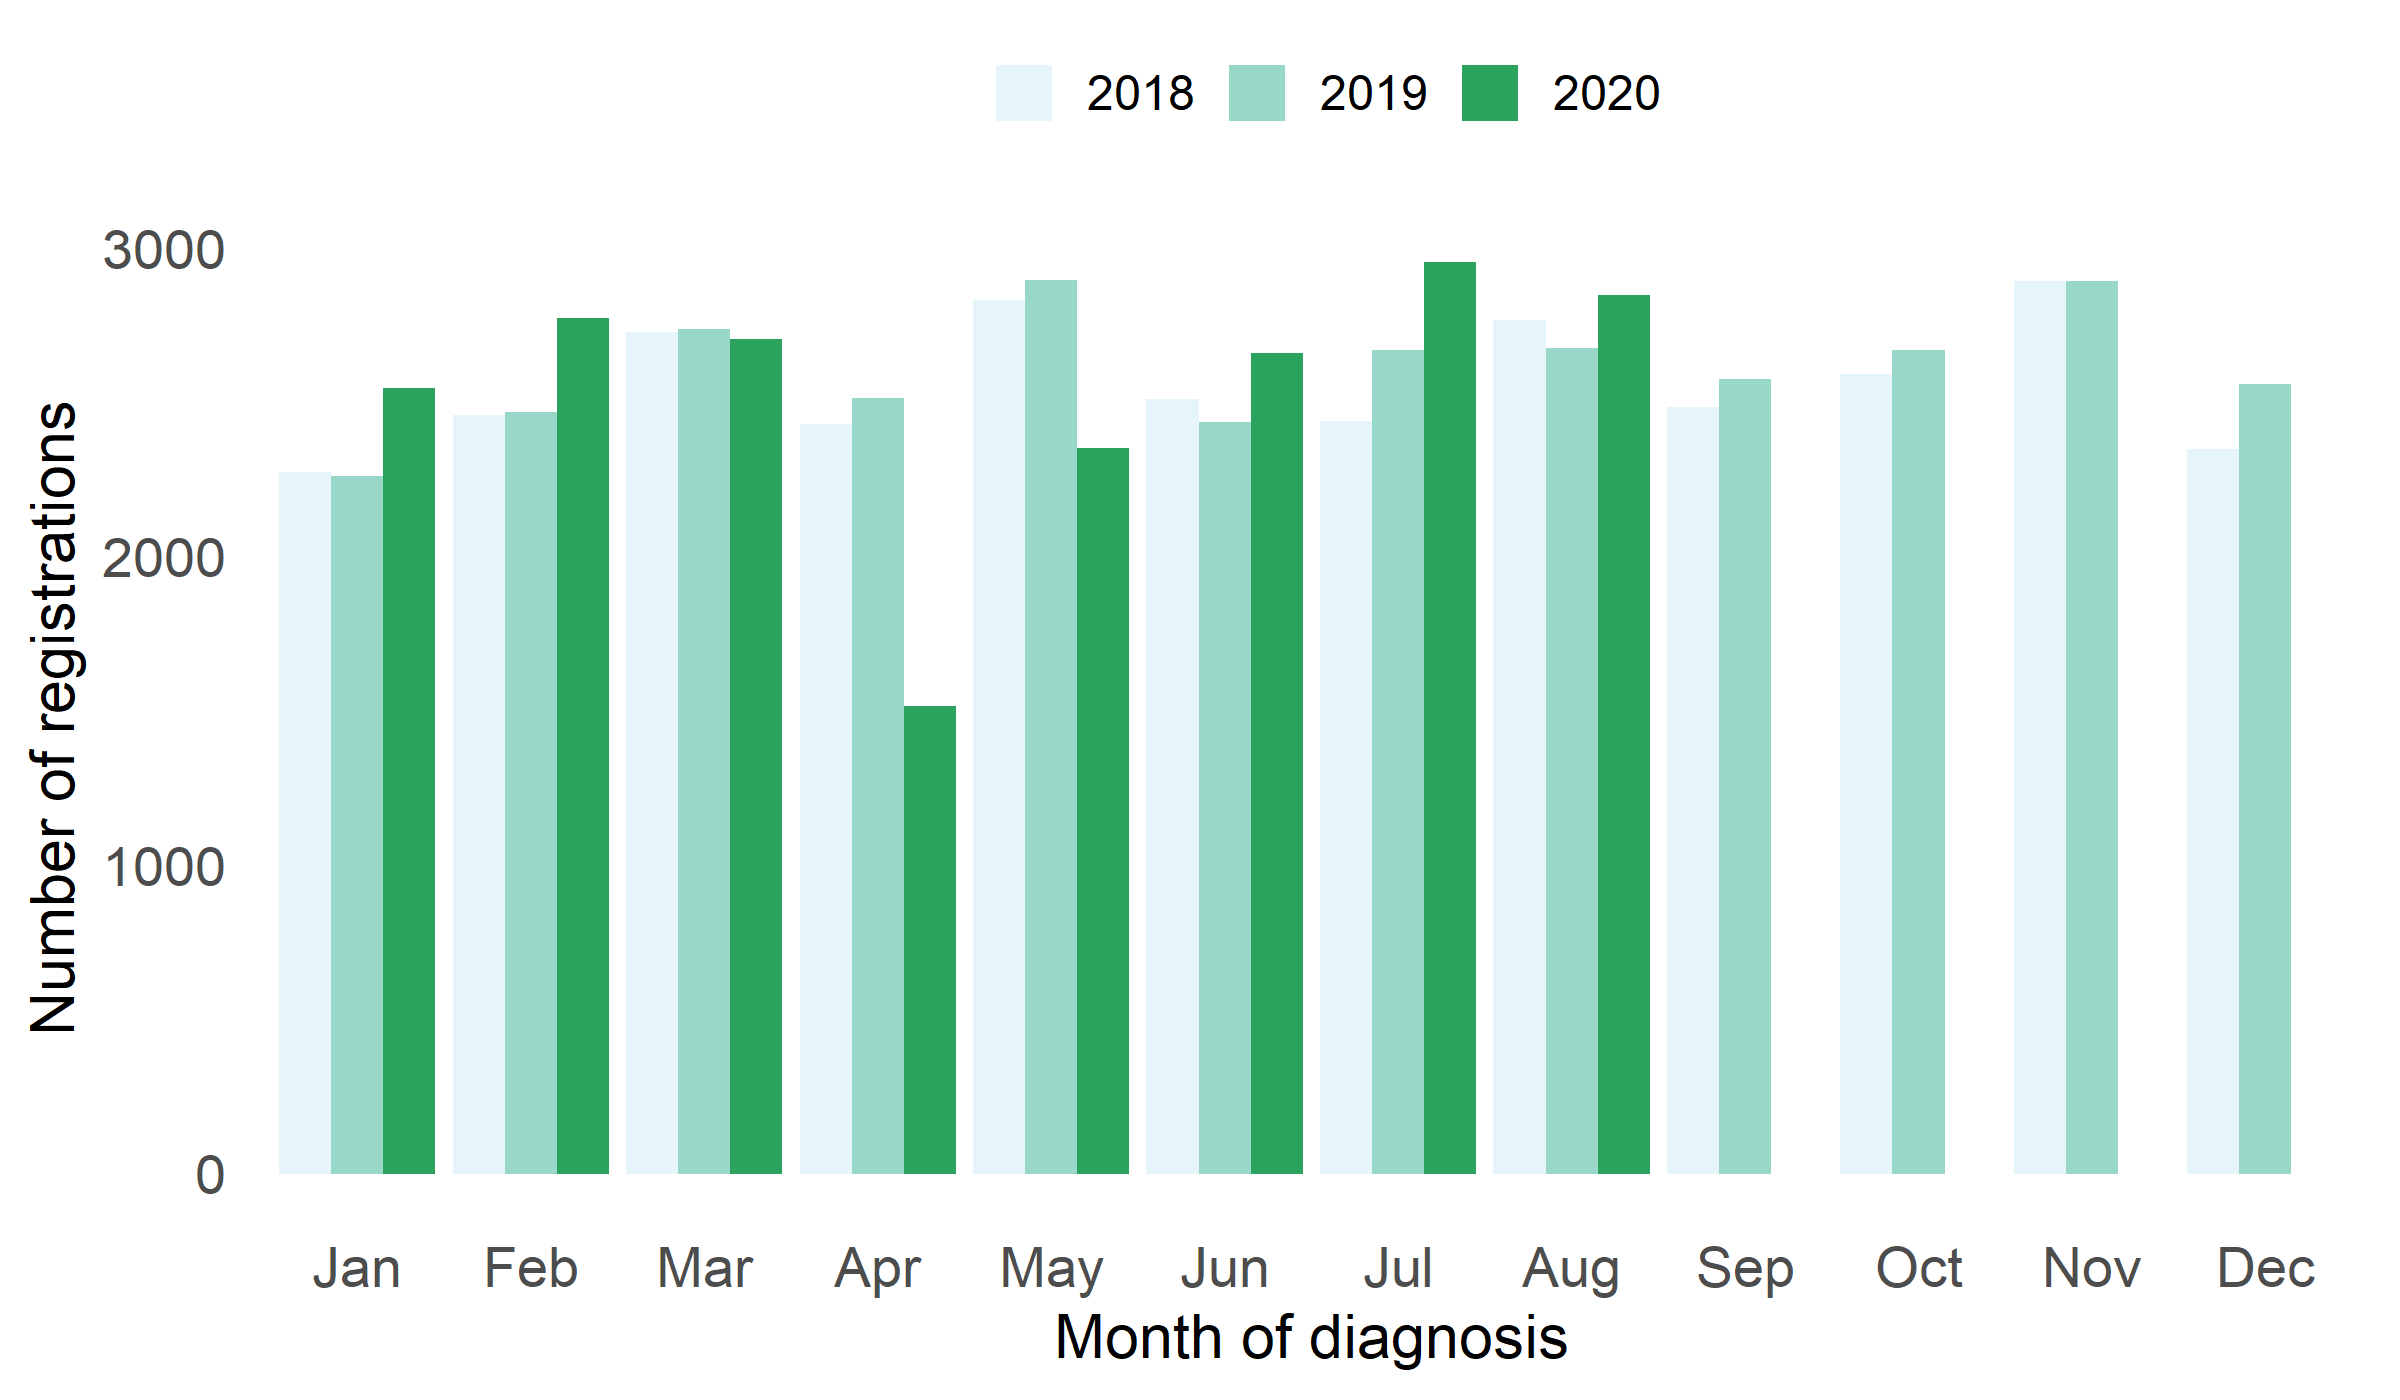 2018 2019 2020
3000
2000
1000
0
Number of registrations
Jan Feb Mar Apr May Jun Jul Aug Sep Oct Nov Dec
Month of diagnosis